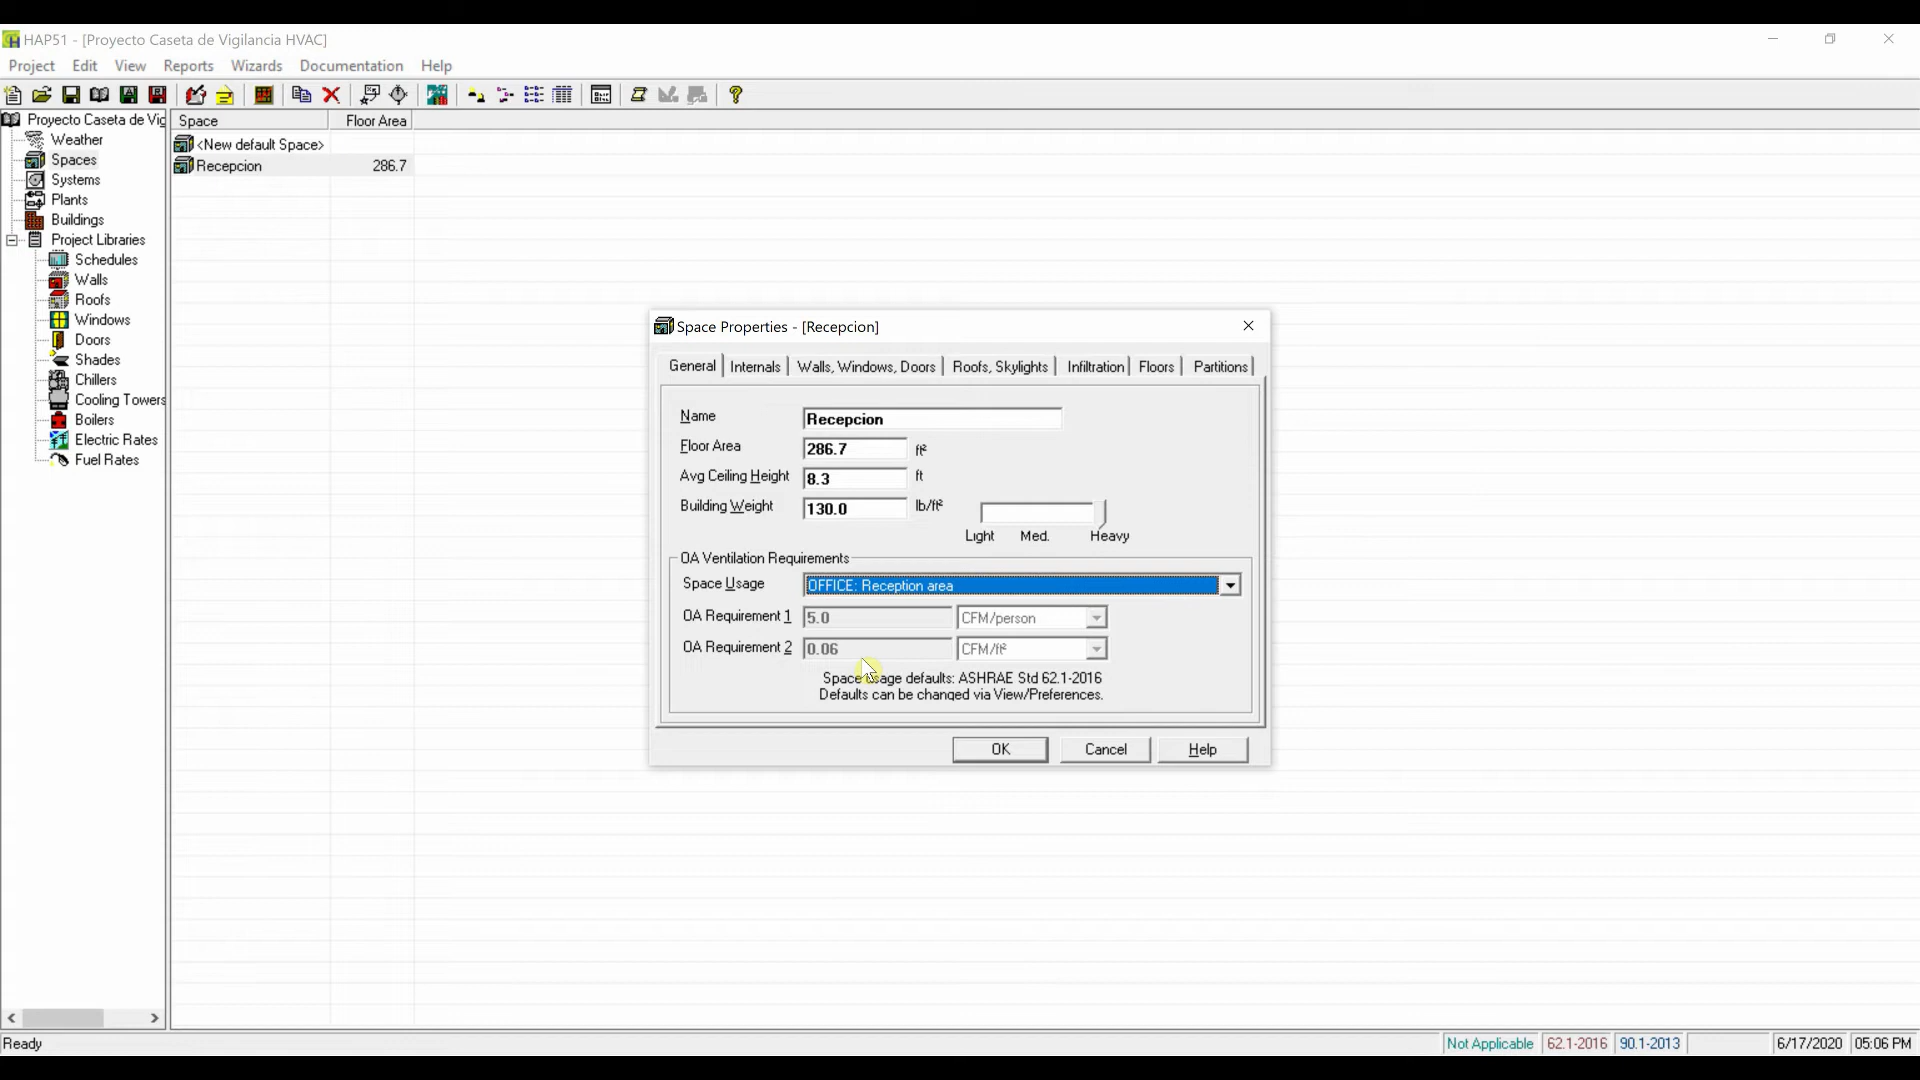 HAP51 - [Proyecto Caseta de Vigilancia HVAC]
Project Edit View Reports Wizards Documentation Help
Proyecto Caseta de Vig
Weather
Spaces
Systems
Plants
Buildings
Project Libraries
Schedules
Walls
Roofs
Windows
Doors
Shades
Chillers
Cooling Towers
Boilers
Electric Rates
Fuel Rates
Space Floor Area
<New default Space>
Recepcion 286.7
Space Properties - [Recepcion]
General Internals Walls, Windows, Doors Roofs, Skylights Infiltration Floors Partitions
Name Recepcion
Floor Area 286.7 ft²
Avg Ceiling Height 8.3 ft
Building Weight 130.0 lb/ft²
Light Med. Heavy
OA Ventilation Requirements
Space Usage OFFICE: Reception area
OA Requirement 1 5.0 CFM/person
OA Requirement 2 0.06 CFM/ft²
Space usage defaults: ASHRAE Std 62.1-2016
Defaults can be changed via View/Preferences.
OK Cancel Help
Ready Not Applicable 62.1-2016 90.1-2013 6/17/2020 05:06 PM